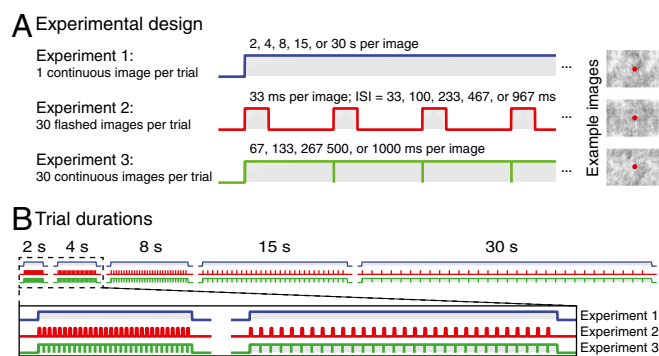 A Experimental design
Experiment 1:
1 continuous image per trial
2, 4, 8, 15, or 30 s per image
...
Experiment 2:
30 flashed images per trial
33 ms per image; ISI = 33, 100, 233, 467, or 967 ms
...
Experiment 3:
30 continuous images per trial
67, 133, 267 500, or 1000 ms per image
...
Example images
B Trial durations
2 s 4 s 8 s 15 s 30 s
Experiment 1
Experiment 2
Experiment 3